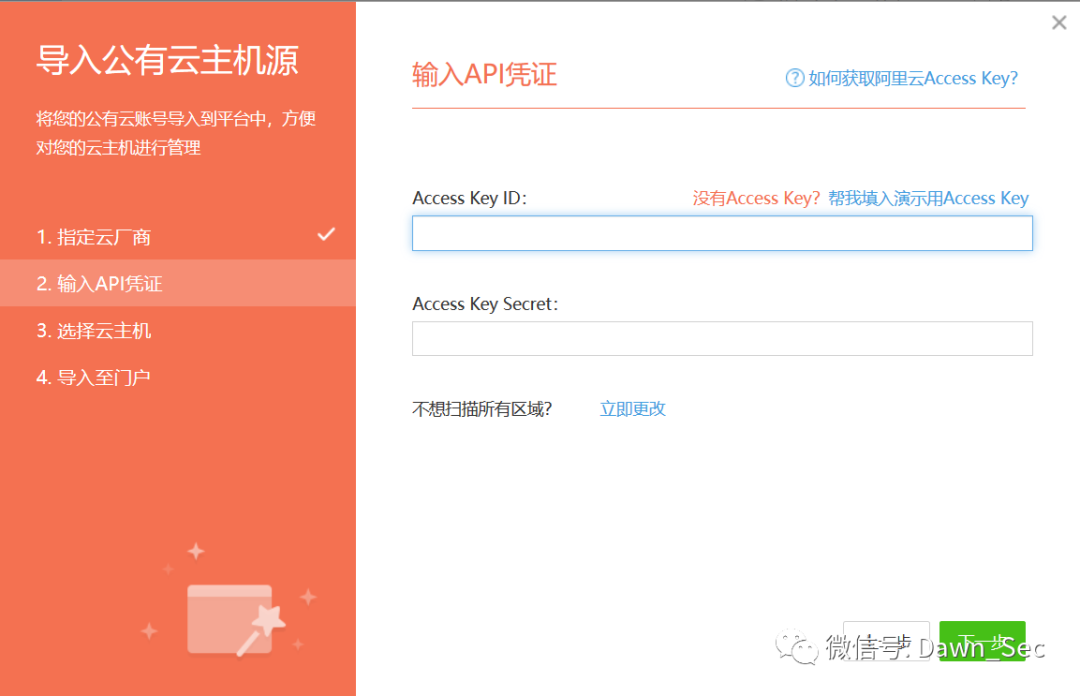 导入公有云主机源
将您的公有云账号导入到平台中，方便
对您的云主机进行管理
1. 指定云厂商
2. 输入API凭证
3. 选择云主机
4. 导入至门户
输入API凭证
如何获取阿里云Access Key?
Access Key ID:
没有Access Key? 帮我填入演示用Access Key
Access Key Secret:
不想扫描所有区域?
立即更改
上一步
下一步
微信号: Dawn_Sec